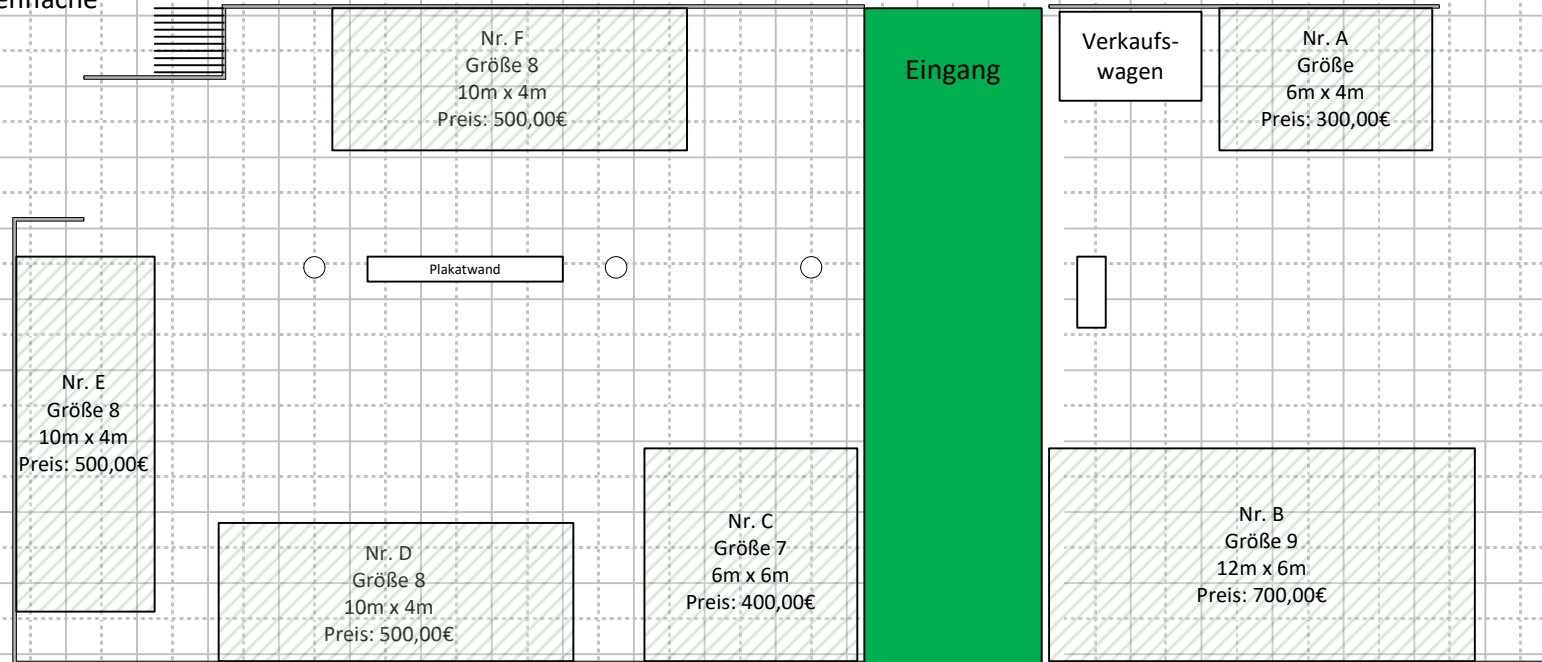 Nr. F
Größe 8
10m x 4m
Preis: 500,00€
Eingang
Verkaufs-
wagen
Nr. A
Größe
6m x 4m
Preis: 300,00€
Plakatwand
Nr. E
Größe 8
10m x 4m
Preis: 500,00€
Nr. D
Größe 8
10m x 4m
Preis: 500,00€
Nr. C
Größe 7
6m x 6m
Preis: 400,00€
Nr. B
Größe 9
12m x 6m
Preis: 700,00€